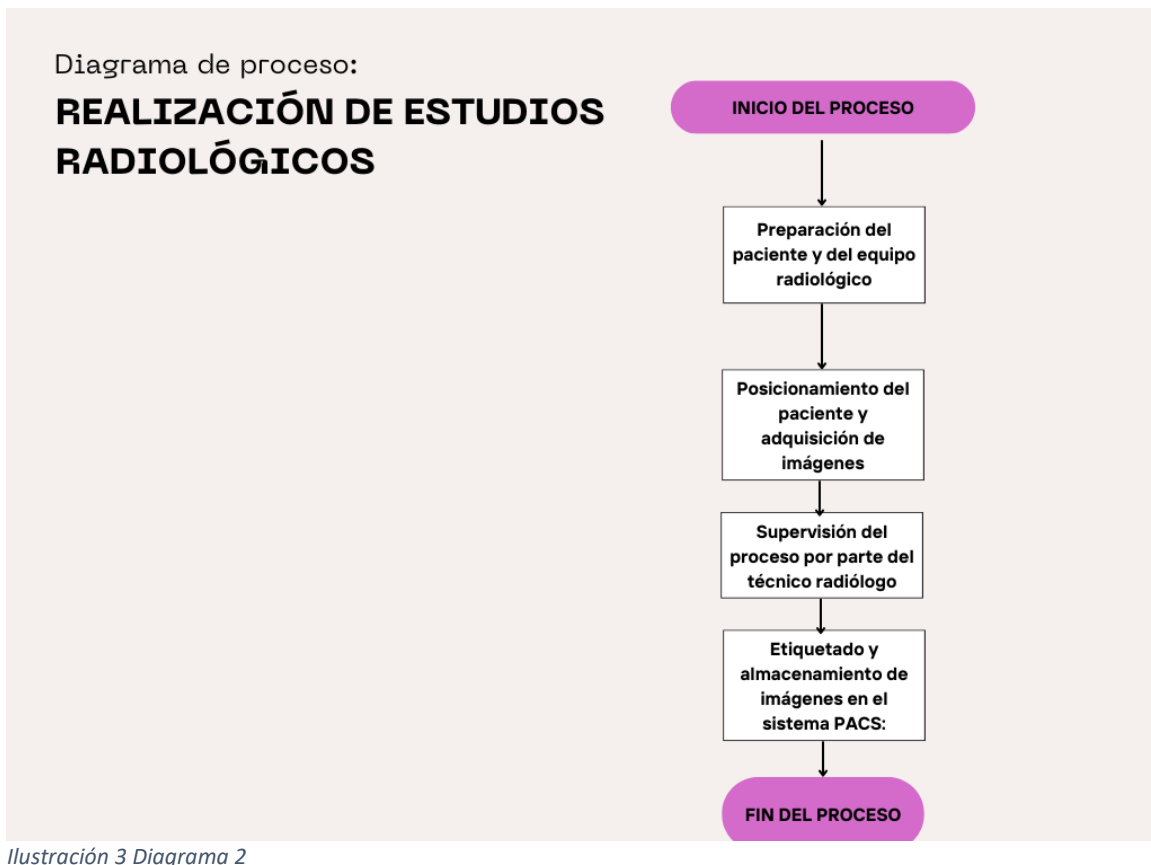 Diagrama de proceso:
REALIZACIÓN DE ESTUDIOS
RADIOLÓGICOS
INICIO DEL PROCESO
Preparación del
paciente y del equipo
radiológico
Posicionamiento del
paciente y
adquisición de
imágenes
Supervisión del
proceso por parte del
técnico radiólogo
Etiquetado y
almacenamiento de
imágenes en el
sistema PACS:
FIN DEL PROCESO
Ilustración 3 Diagrama 2